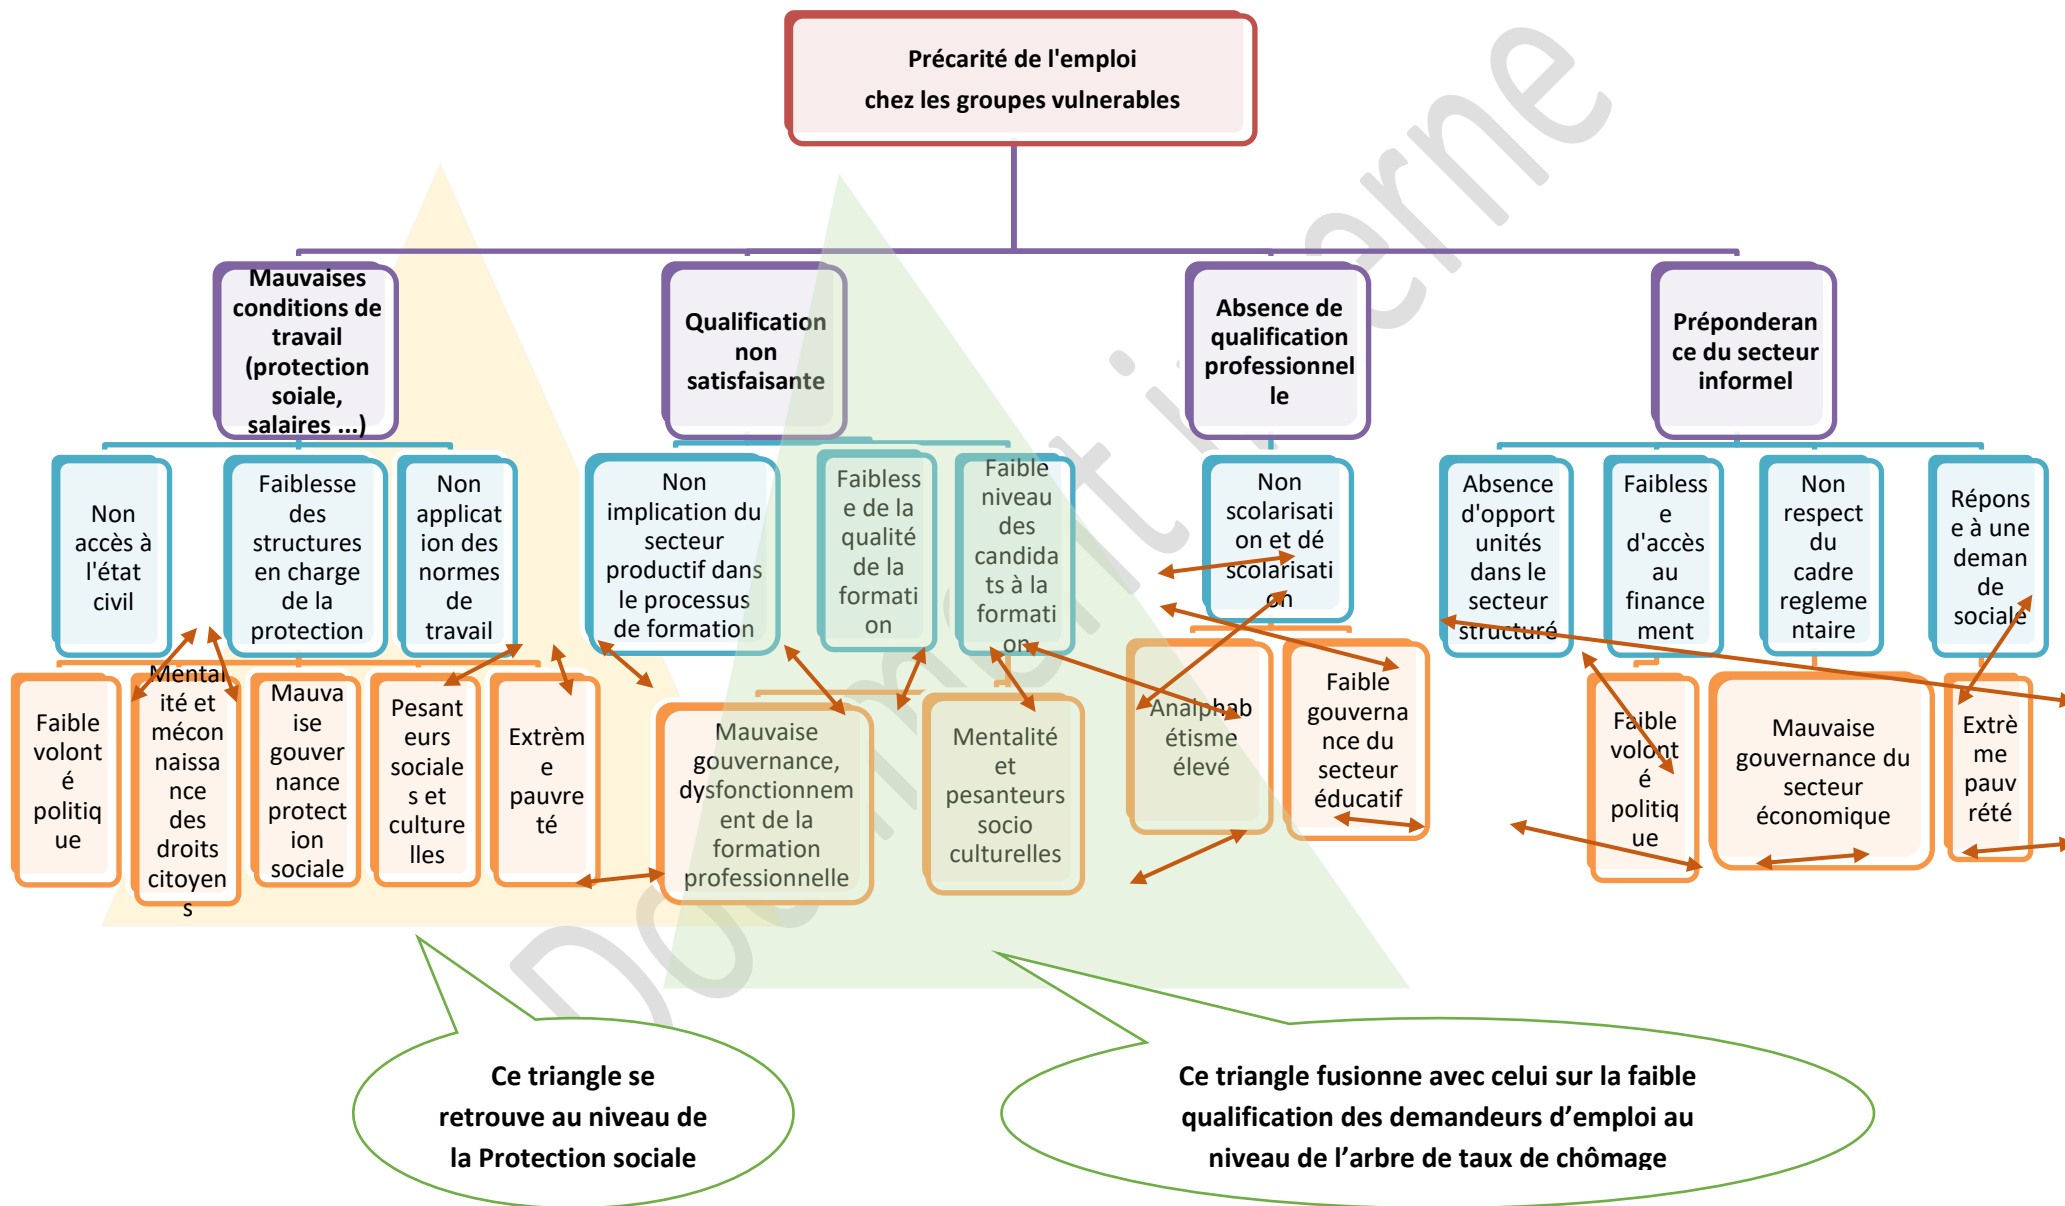 Précarité de l'emploi
chez les groupes vulnerables
Mauvaises
conditions de
travail
(protection
soiale,
salaires ...)
Qualification
non
satisfaisante
Absence de
qualification
professionnel
le
Préponderan
ce du secteur
informel
Non
accès à
l'état
civil
Faiblesse
des
structures
en charge
de la
protection
Non
applicat
ion des
normes
de
travail
Non
implication du
secteur
productif dans
le processus
de formation
Faibless
e de la
qualité
de la
formati
on
Faible
niveau
des
candida
ts à la
formati
on
Non
scolarisati
on et dé
scolarisati
on
Absence
d'opport
unités
dans le
secteur
structuré
Faibless
e
d'accès
au
finance
ment
Non
respect
du
cadre
regleme
ntaire
Répon
se à une
deman
de
sociale
Faible
volont
é
politiq
ue
Mental
ité et
mécon
naissa
nce
des
droits
citoyen
s
Mauva
ise
gouver
nance
protect
ion
sociale
Pesant
eurs
sociale
s et
culture
lles
Extrèm
e
pauvre
té
Mauvaise
gouvernance,
dysfonctionnem
ent de la
formation
professionnelle
Mentalité
et
pesanteurs
socio
culturelles
Analphab
étisme
élevé
Faible
gouverna
nce du
secteur
éducatif
Faible
volont
é
politiq
ue
Mauvaise
gouvernance du
secteur
économique
Extrè
me
pauv
rété
Ce triangle se
retrouve au niveau de
la Protection sociale
Ce triangle fusionne avec celui sur la faible
qualification des demandeurs d'emploi au
niveau de l'arbre de taux de chômage
Document interne